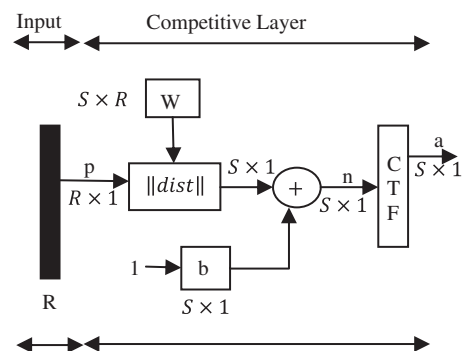 Input Competitive Layer
S × R W
p ‖dist‖ S × 1 + n C T F a
R × 1 S × 1 S × 1
1 b
R S × 1